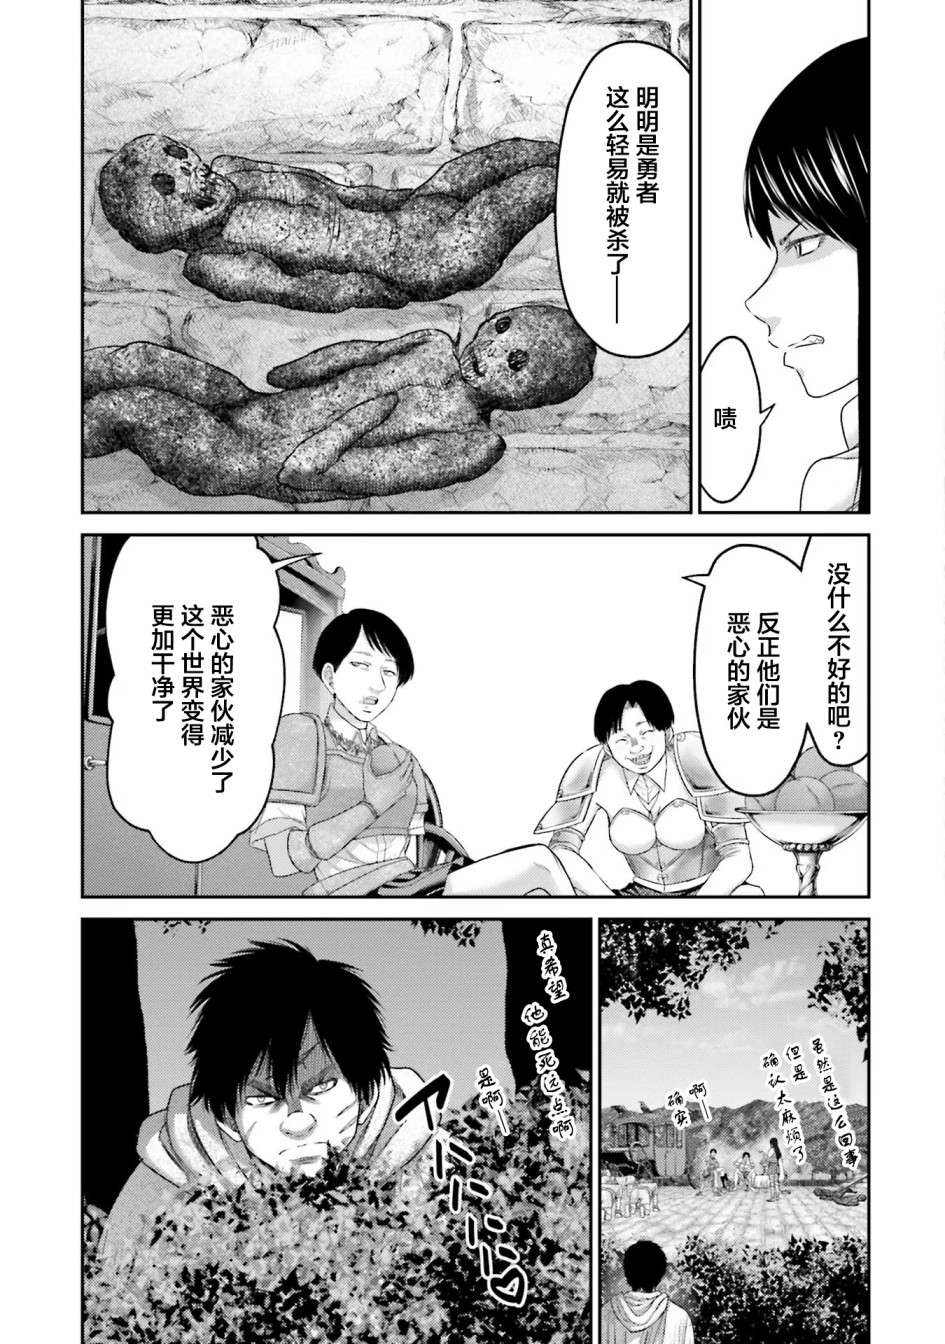 明明是勇者
这么轻易就被杀了——
啧
没什么不好的吧?
反正他们是
恶心的家伙
恶心的家伙减少了
这个世界变得
更加干净了
虽然是这么回事
但是
确认太麻烦了
是啊—
确实
真希望
他能死远点啊
是啊—